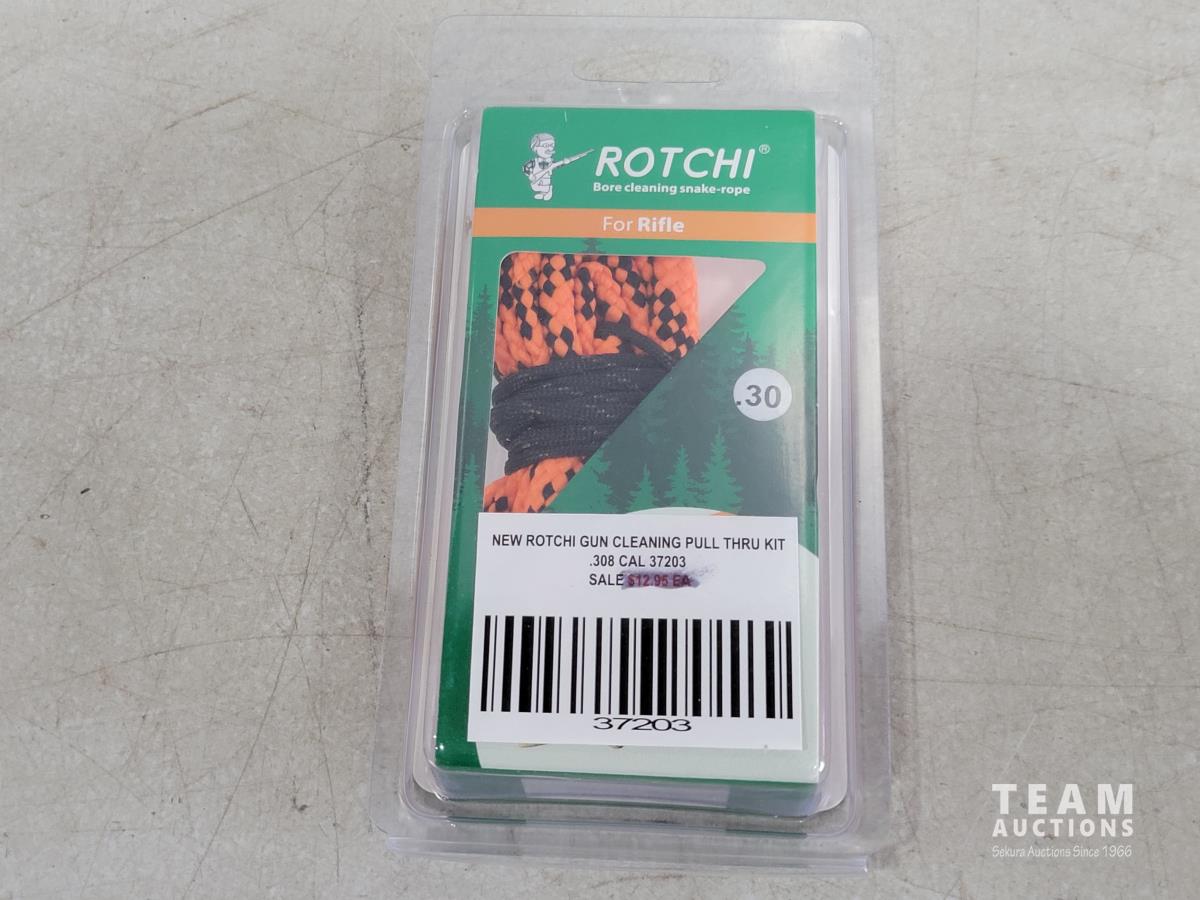 ROTCHI®
Bore cleaning snake-rope
For Rifle
.30
NEW ROTCHI GUN CLEANING PULL THRU KIT
.308 CAL 37203
SALE $12.95 EA
37203
TEAM
AUCTIONS
Sekura Auctions Since 1966